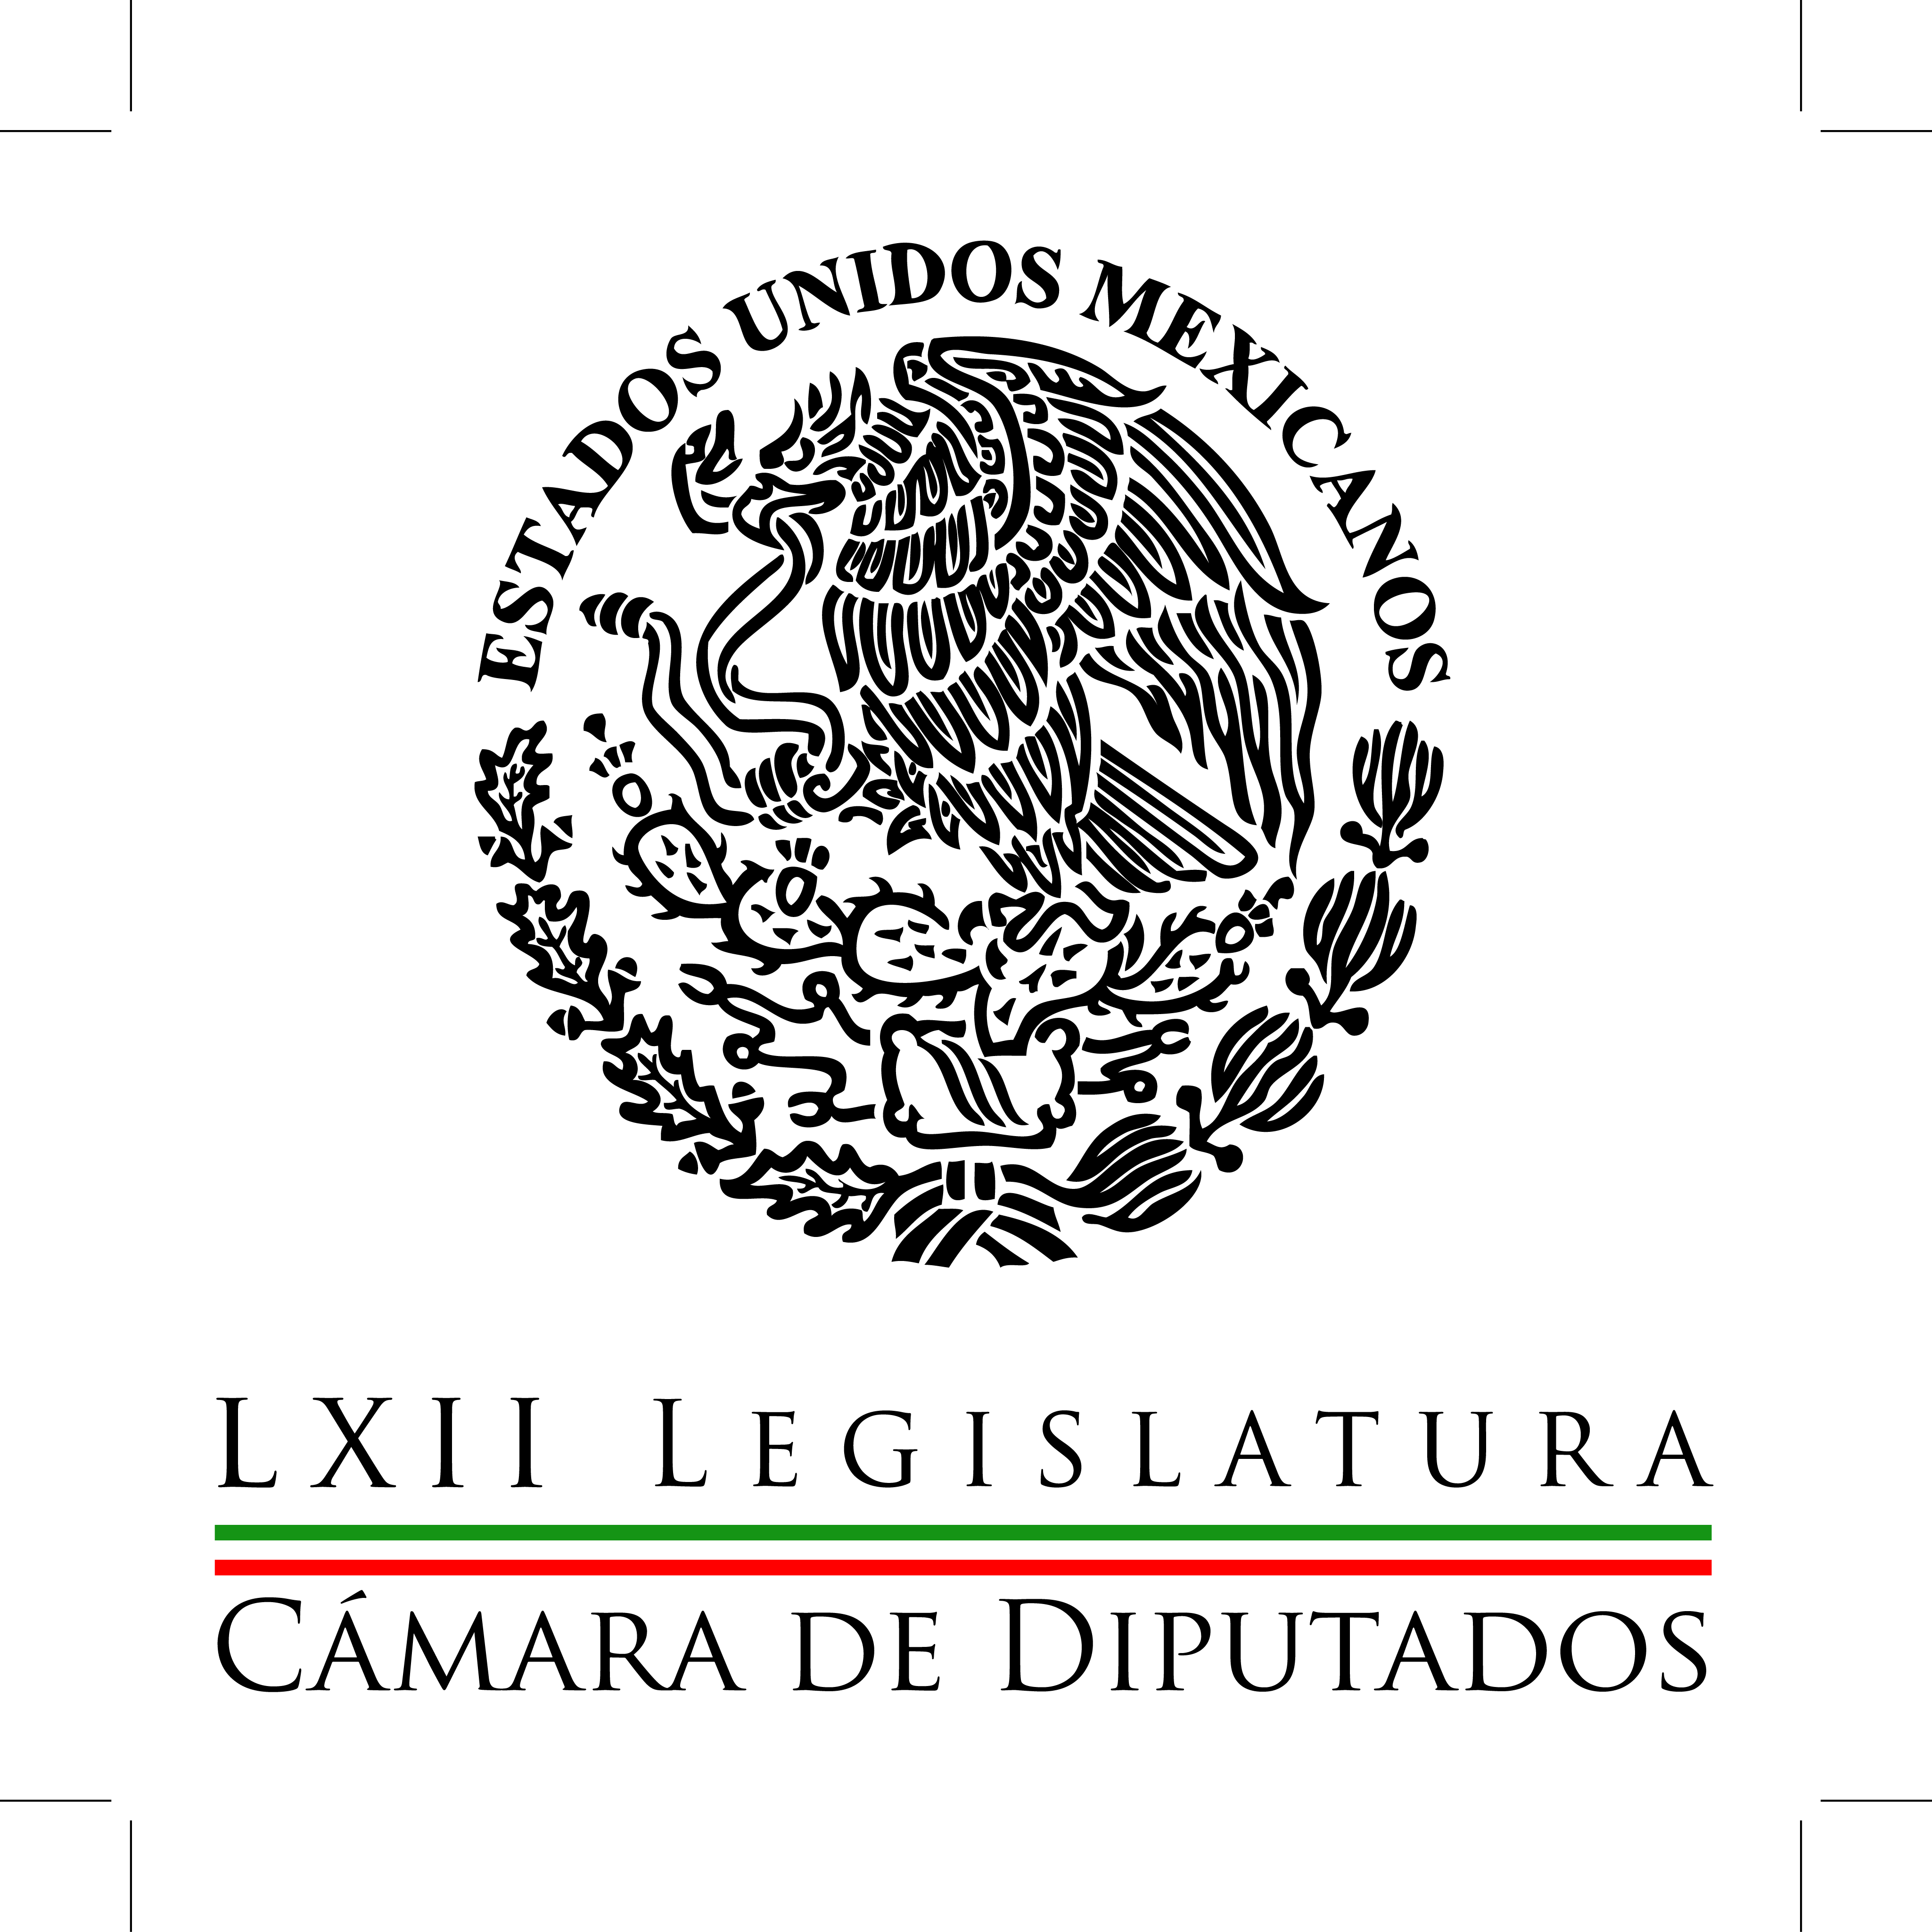 ESTADOS UNIDOS MEXICANOS
LXII LEGISLATURA
CÁMARA DE DIPUTADOS